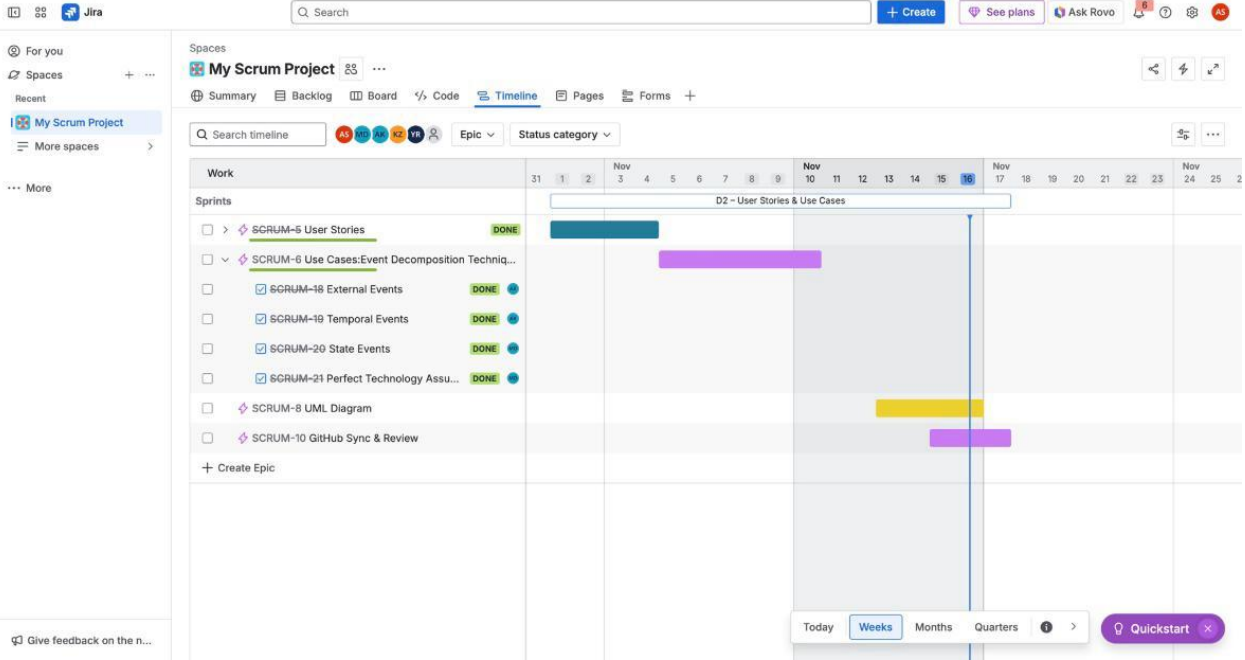 Jira
Search
+ Create
See plans
Ask Rovo
6
AS
For you
Spaces
Recent
My Scrum Project
More spaces
More
Give feedback on the n...
Spaces
My Scrum Project
Summary
Backlog
Board
Code
Timeline
Pages
Forms
Search timeline
AS MD AK KZ YR
Epic
Status category
Work
Nov Nov Nov Nov
31 1 2 3 4 5 6 7 8 9 10 11 12 13 14 15 16 17 18 19 20 21 22 23 24 25 2
Sprints
D2 – User Stories & Use Cases
SCRUM-5 User Stories DONE
SCRUM-6 Use Cases:Event Decomposition Techniq...
SCRUM-18 External Events DONE
SCRUM-19 Temporal Events DONE
SCRUM-20 State Events DONE
SCRUM-21 Perfect Technology Assu... DONE
SCRUM-8 UML Diagram
SCRUM-10 GitHub Sync & Review
+ Create Epic
Today
Weeks
Months
Quarters
Quickstart